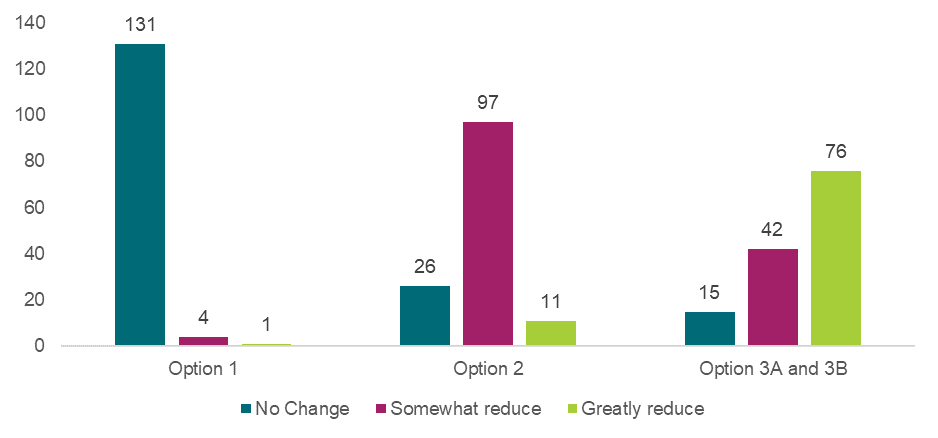 140
131
120
97
100
76
80
60
42
40
26
15
20
11
4
1
0
Option 1
Option 2
Option 3A and 3B
No Change
Somewhat reduce
Greatly reduce